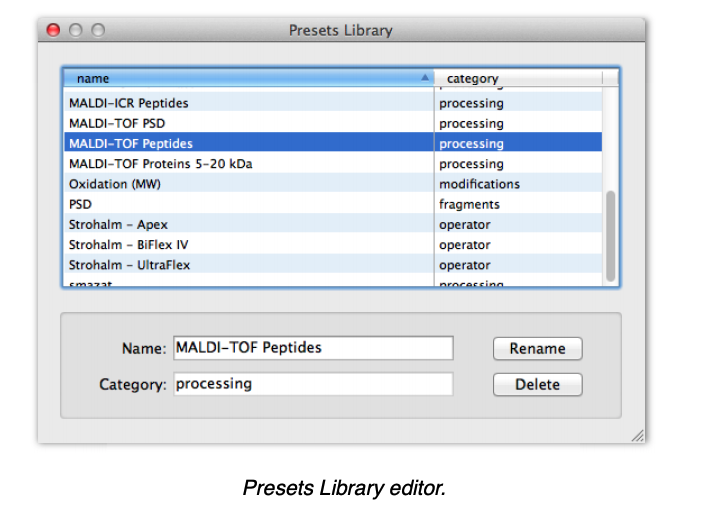 Presets Library
name category
MALDI-ICR Peptides processing
MALDI-TOF PSD processing
MALDI-TOF Peptides processing
MALDI-TOF Proteins 5-20 kDa processing
Oxidation (MW) modifications
PSD fragments
Strohalm - Apex operator
Strohalm - BiFlex IV operator
Strohalm - UltraFlex operator
smazat processing
Name: MALDI-TOF Peptides Rename
Category: processing Delete
Presets Library editor.